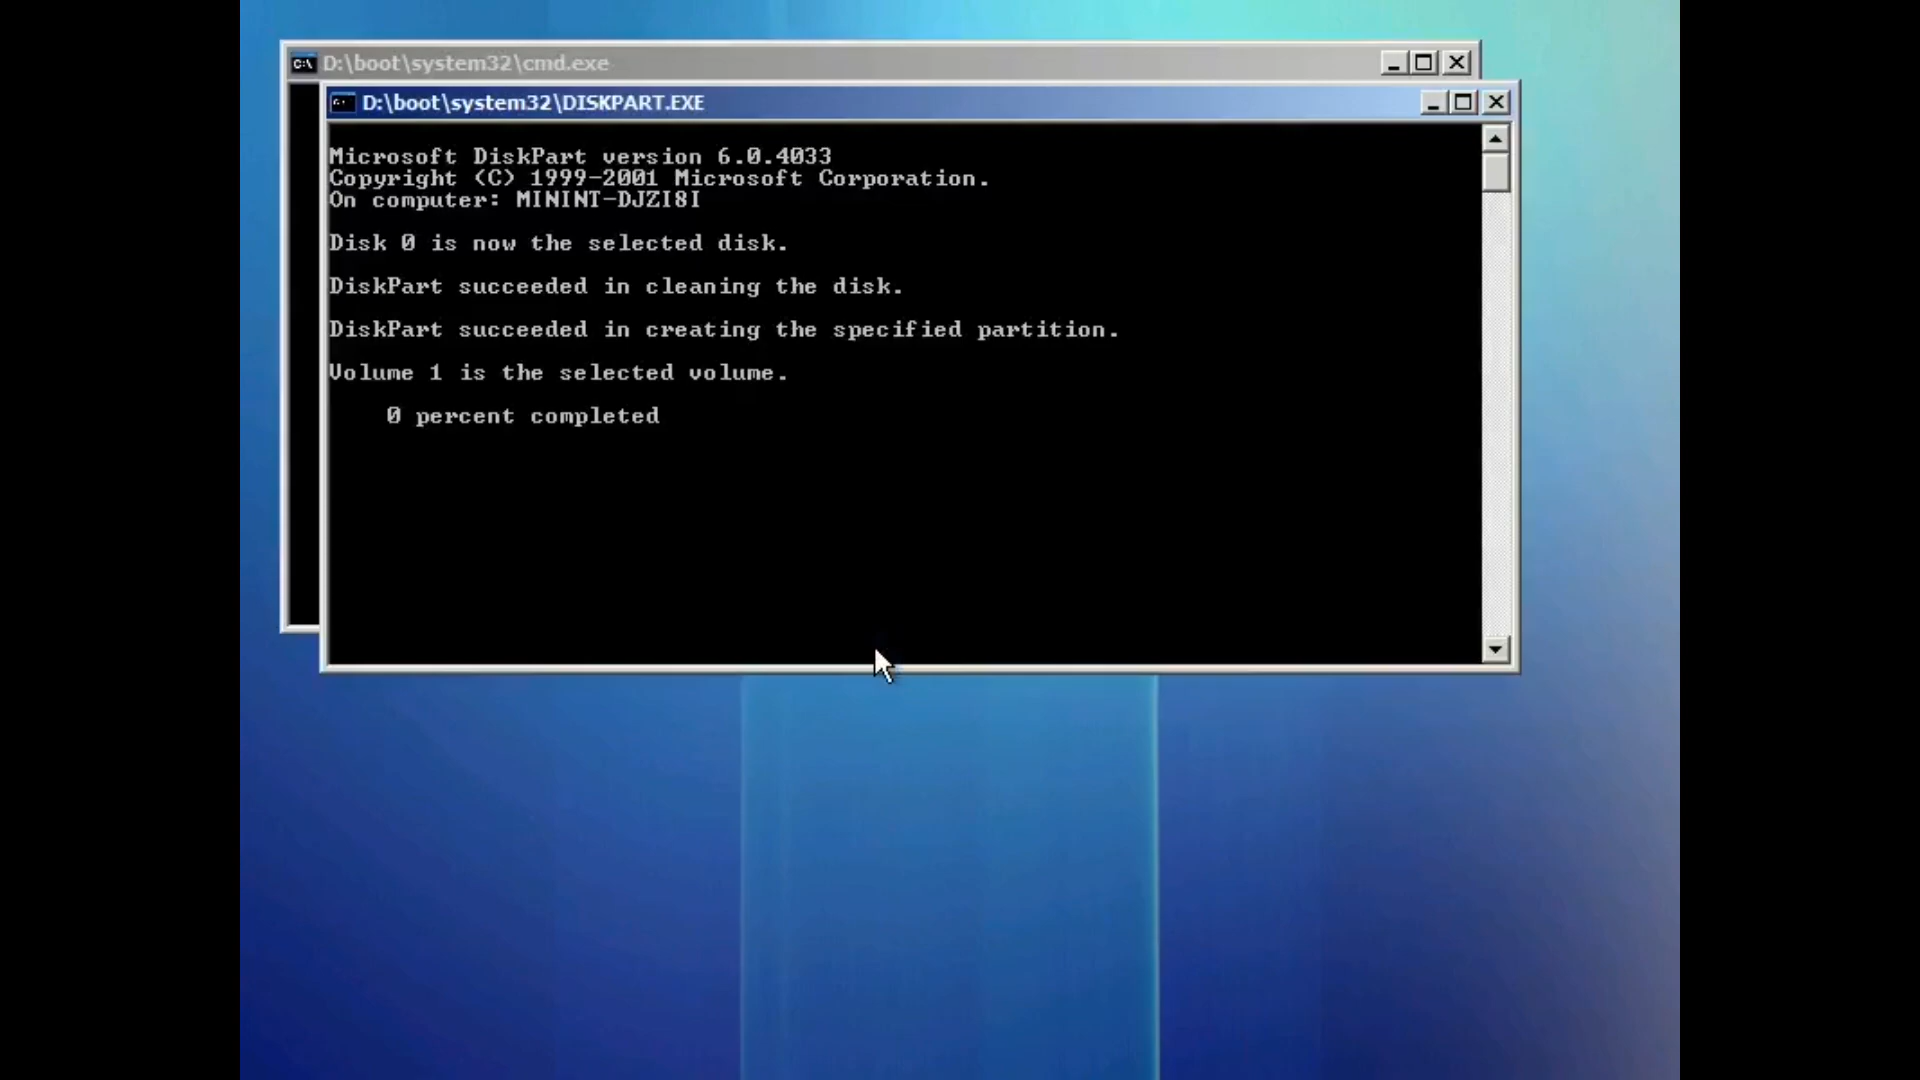 D:\boot\system32\cmd.exe
D:\boot\system32\DISKPART.EXE
Microsoft DiskPart version 6.0.4033
Copyright (C) 1999-2001 Microsoft Corporation.
On computer: MININT-DJZI8I
Disk 0 is now the selected disk.
DiskPart succeeded in cleaning the disk.
DiskPart succeeded in creating the specified partition.
Volume 1 is the selected volume.
0 percent completed